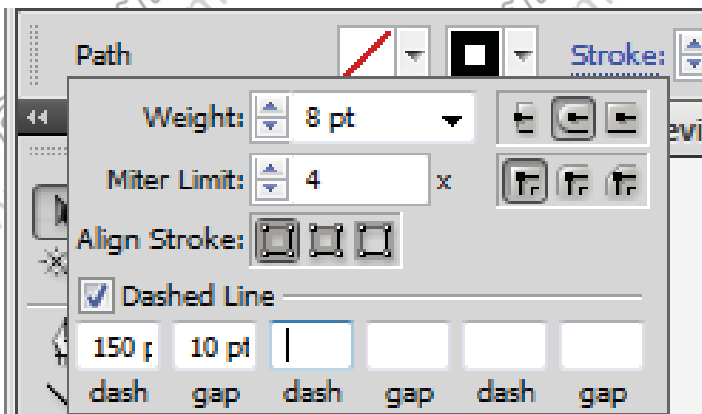 Path Stroke:
Weight: 8 pt
Miter Limit: 4 x
Align Stroke:
Dashed Line
150 p 10 pt
dash gap dash gap dash gap